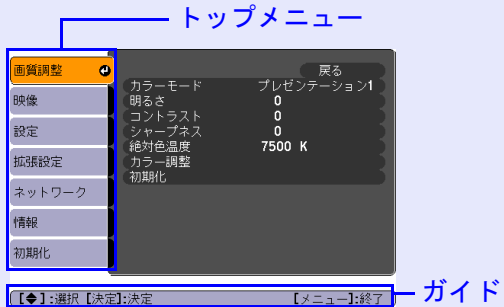 トップメニュー
画質調整
映像
設定
拡張設定
ネットワーク
情報
初期化
戻る
カラーモード プレゼンテーション1
明るさ 0
コントラスト 0
シャープネス 0
絶対色温度 7500 K
カラー調整
初期化
【◆】:選択【決定】:決定 【メニュー】:終了
ガイド